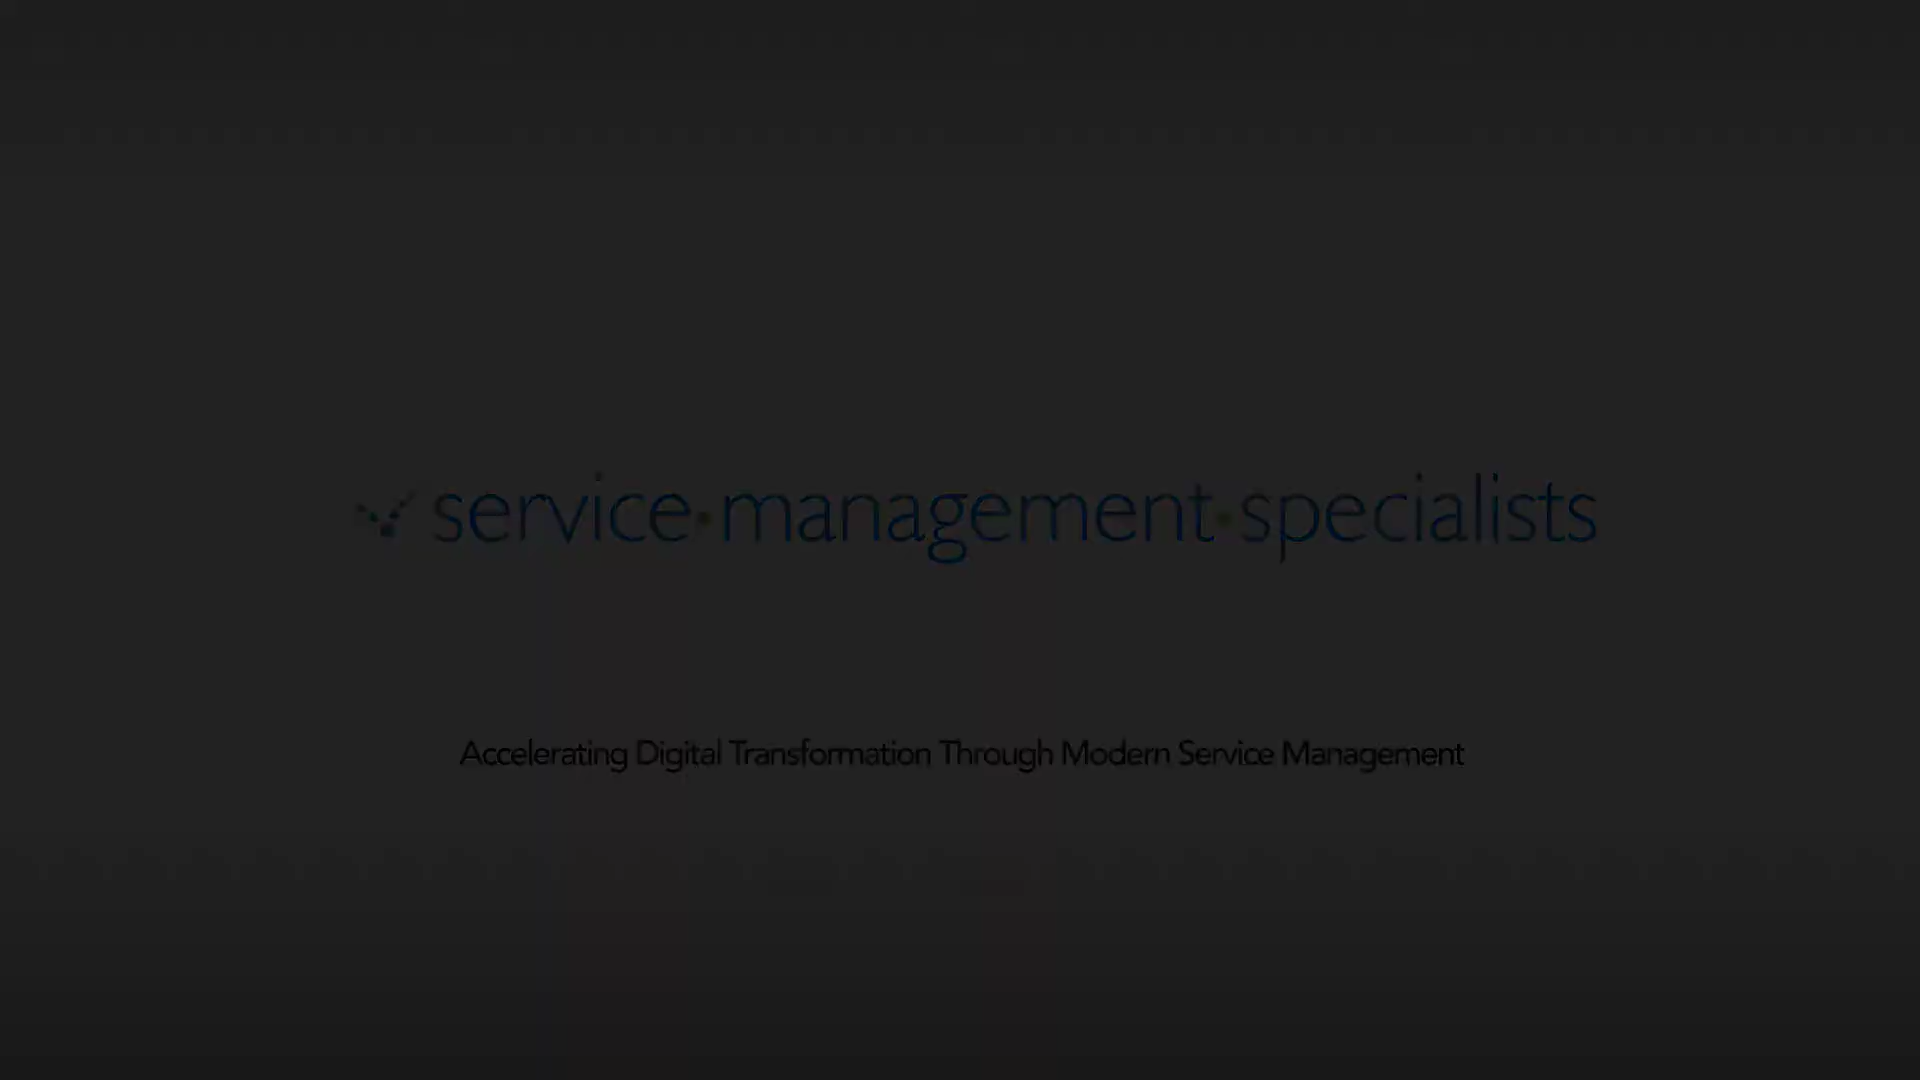 service·management·specialists
Accelerating Digital Transformation Through Modern Service Management